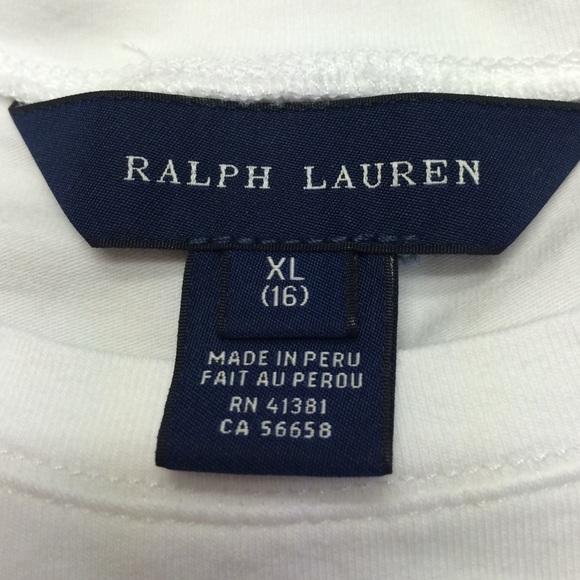 RALPH LAUREN
XL
(16)
MADE IN PERU
FAIT AU PEROU
RN 41381
CA 56658